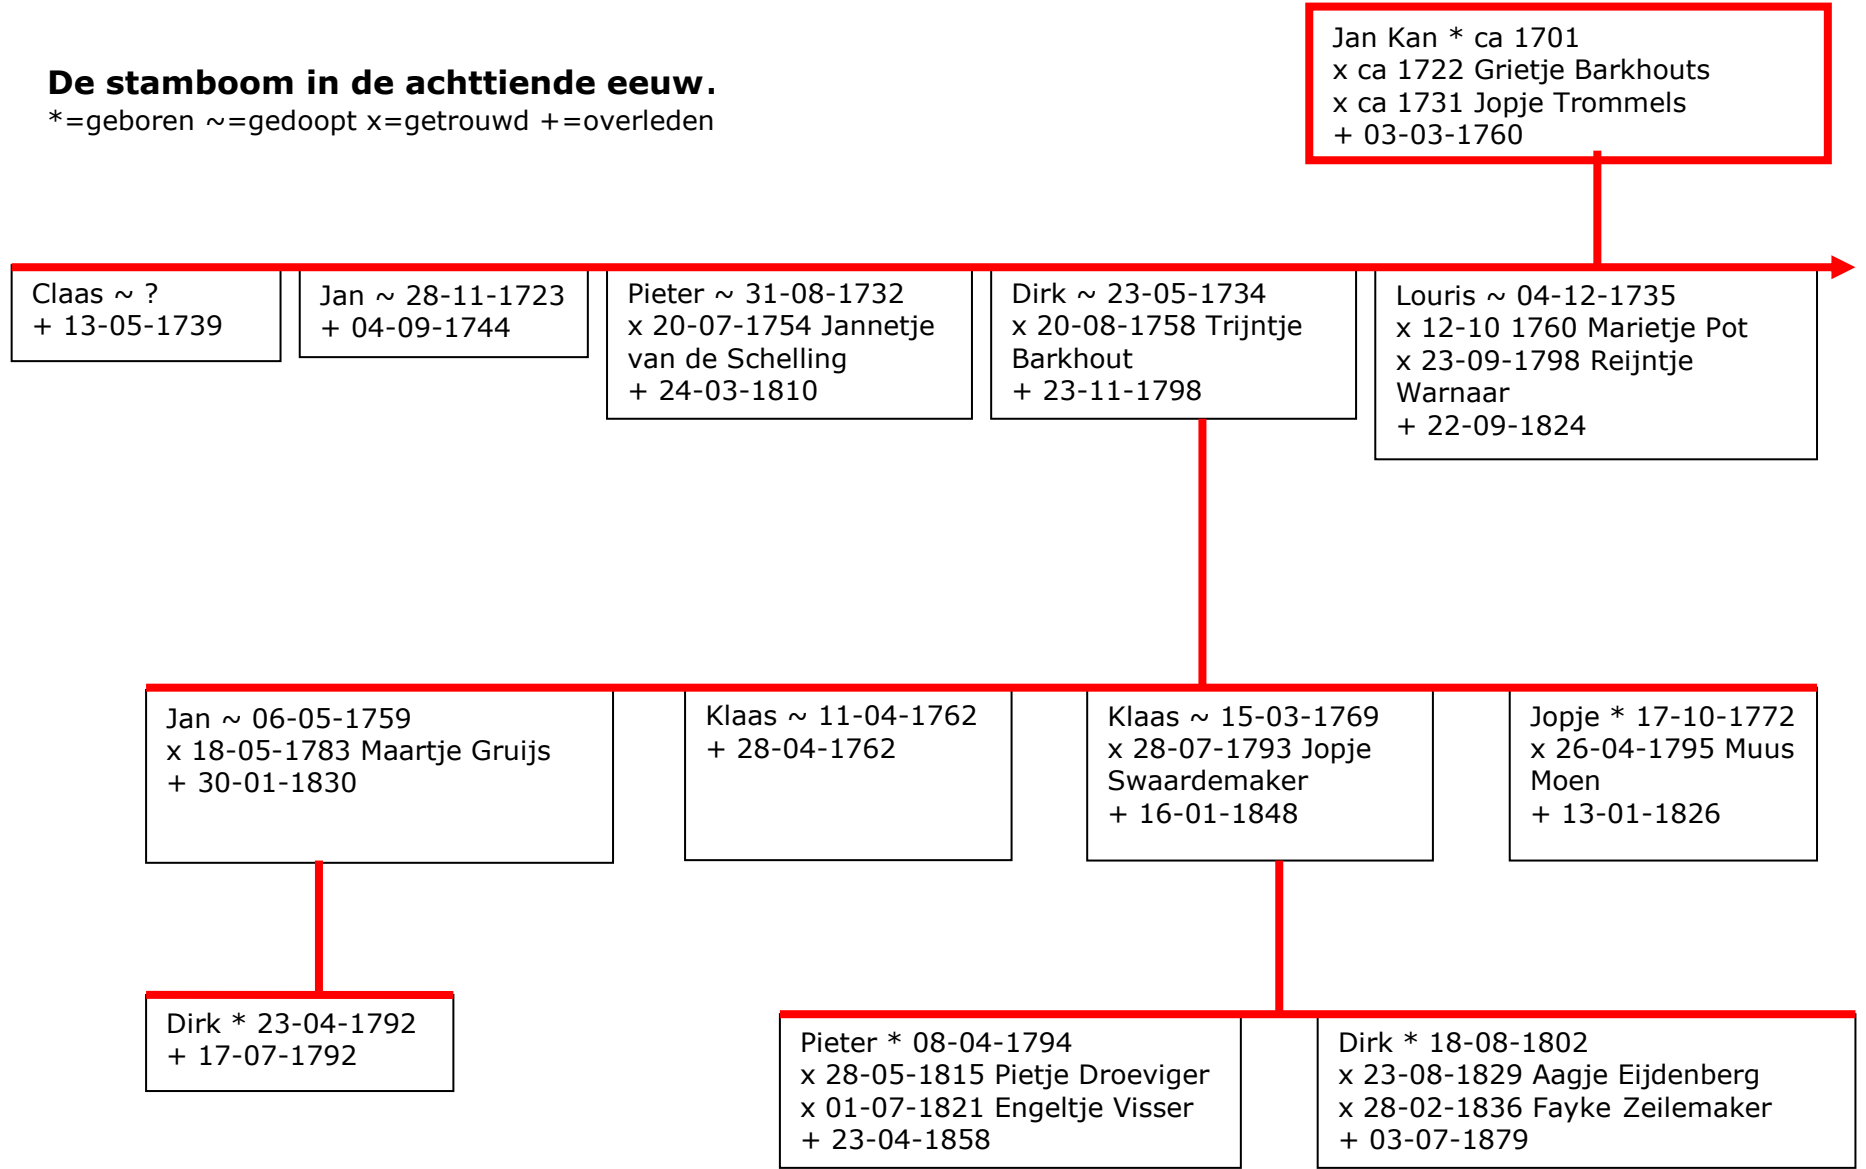 De stamboom in de achttiende eeuw.
*=geboren ~=gedoopt x=getrouwd +=overleden
Jan Kan * ca 1701
x ca 1722 Grietje Barkhouts
x ca 1731 Jopje Trommels
+ 03-03-1760
Claas ~ ?
+ 13-05-1739
Jan ~ 28-11-1723
+ 04-09-1744
Pieter ~ 31-08-1732
x 20-07-1754 Jannetje
van de Schelling
+ 24-03-1810
Dirk ~ 23-05-1734
x 20-08-1758 Trijntje
Barkhout
+ 23-11-1798
Louris ~ 04-12-1735
x 12-10 1760 Marietje Pot
x 23-09-1798 Reijntje
Warnaar
+ 22-09-1824
Jan ~ 06-05-1759
x 18-05-1783 Maartje Gruijs
+ 30-01-1830
Klaas ~ 11-04-1762
+ 28-04-1762
Klaas ~ 15-03-1769
x 28-07-1793 Jopje
Swaardemaker
+ 16-01-1848
Jopje * 17-10-1772
x 26-04-1795 Muus
Moen
+ 13-01-1826
Dirk * 23-04-1792
+ 17-07-1792
Pieter * 08-04-1794
x 28-05-1815 Pietje Droeviger
x 01-07-1821 Engeltje Visser
+ 23-04-1858
Dirk * 18-08-1802
x 23-08-1829 Aagje Eijdenberg
x 28-02-1836 Fayke Zeilemaker
+ 03-07-1879